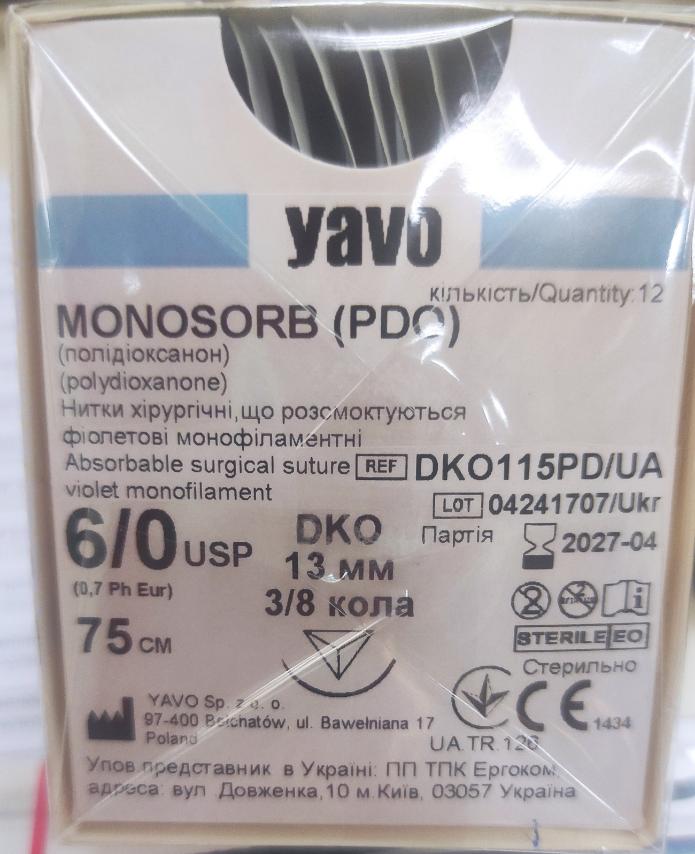 yavo
кількість/Quantity:12
MONOSORB (PDO)
(полідіоксанон)
(polydioxanone)
Нитки хірургічні,що розсмоктуються
фіолетові монофіламентні
Absorbable surgical suture REF DKO115PD/UA
violet monofilament
LOT 04241707/Ukr
6/0 USP
DKO
Партія
2027-04
13 мм
(0,7 Ph Eur)
3/8 кола
2
STERILE EO
75 см
Стерильно
YAVO Sp. z o. o.
97-400 Bełchatów, ul. Bawełniana 17
Poland
CE 1434
UA.TR.126
Упов представник в Україні: ПП ТПК Ергоком
адреса: вул .Довженка,10 м.Київ, 03057 Україна